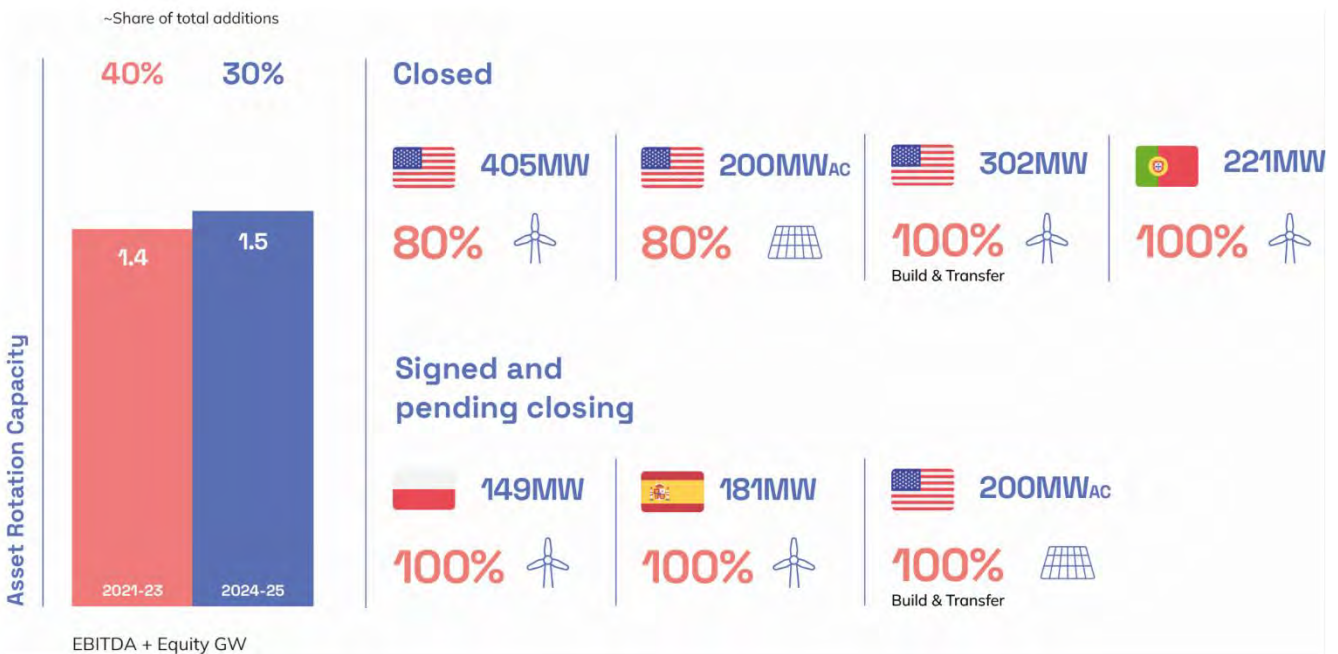 ~Share of total additions
40% 30%
Asset Rotation Capacity
1.4 1.5
2021-23 2024-25
EBITDA + Equity GW
Closed
405MW
80%
200MWAC
80%
302MW
100%
Build & Transfer
221MW
100%
Signed and
pending closing
149MW
100%
181MW
100%
200MWAC
100%
Build & Transfer